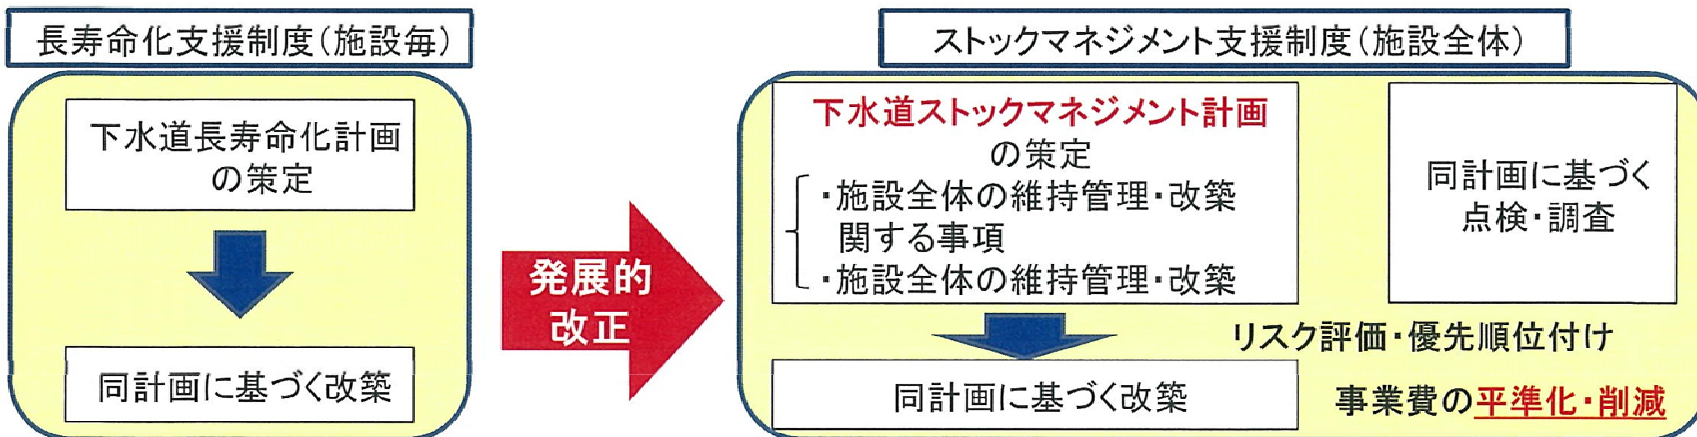 長寿命化支援制度(施設毎)
下水道長寿命化計画
の策定
同計画に基づく改築
発展的
改正
ストックマネジメント支援制度(施設全体)
下水道ストックマネジメント計画
の策定
・施設全体の維持管理・改築
関する事項
・施設全体の維持管理・改築
同計画に基づく
点検・調査
リスク評価・優先順位付け
同計画に基づく改築
事業費の平準化・削減